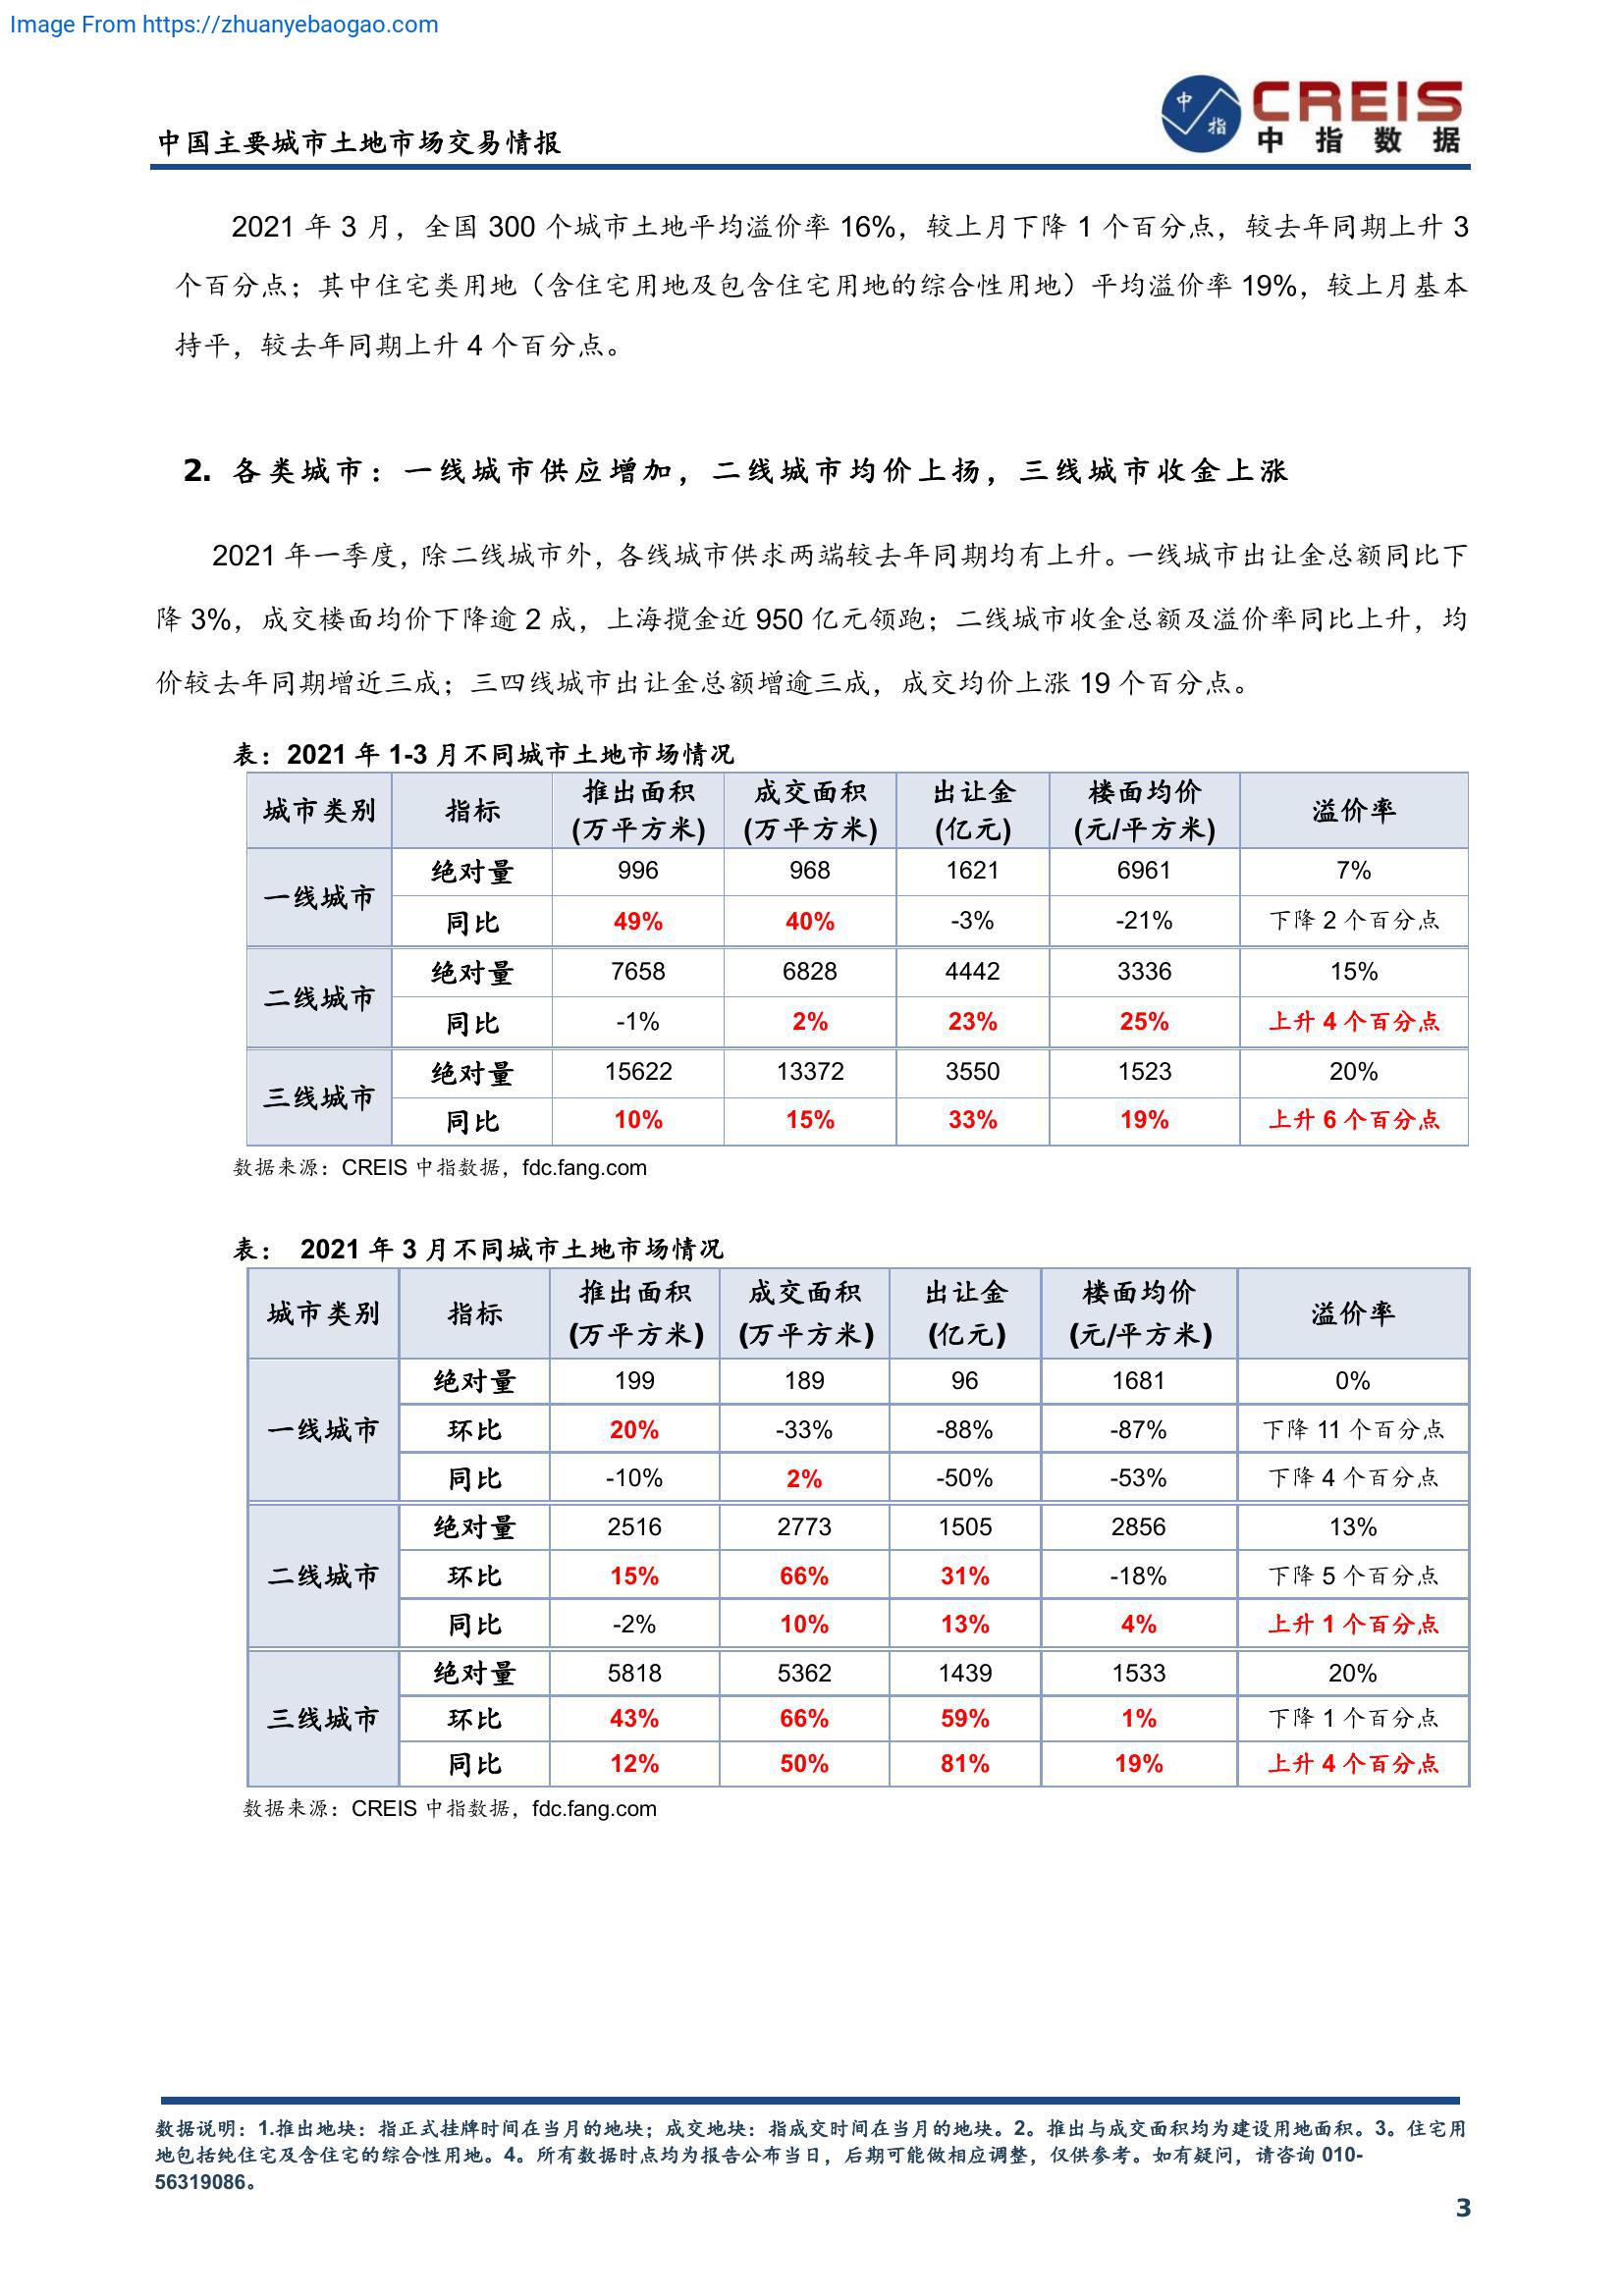 Image From https://zhuanyebaogao.com
中 指
CREIS
中指数据
中国主要城市土地市场交易情报
2021 年 3 月，全国 300 个城市土地平均溢价率 16%，较上月下降 1 个百分点，较去年同期上升 3
个百分点；其中住宅类用地（含住宅用地及包含住宅用地的综合性用地）平均溢价率 19%，较上月基本
持平，较去年同期上升 4 个百分点。
2. 各类城市：一线城市供应增加，二线城市均价上扬，三线城市收金上涨
2021 年一季度，除二线城市外，各线城市供求两端较去年同期均有上升。一线城市出让金总额同比下
降 3%，成交楼面均价下降逾 2 成，上海揽金近 950 亿元领跑；二线城市收金总额及溢价率同比上升，均
价较去年同期增近三成；三四线城市出让金总额增逾三成，成交均价上涨 19 个百分点。
表：2021 年 1-3 月不同城市土地市场情况
城市类别 指标 推出面积 (万平方米) 成交面积 (万平方米) 出让金 (亿元) 楼面均价 (元/平方米) 溢价率
一线城市 绝对量 996 968 1621 6961 7%
同比 49% 40% -3% -21% 下降 2 个百分点
二线城市 绝对量 7658 6828 4442 3336 15%
同比 -1% 2% 23% 25% 上升 4 个百分点
三线城市 绝对量 15622 13372 3550 1523 20%
同比 10% 15% 33% 19% 上升 6 个百分点
数据来源：CREIS 中指数据，fdc.fang.com
表： 2021 年 3 月不同城市土地市场情况
城市类别 指标 推出面积 (万平方米) 成交面积 (万平方米) 出让金 (亿元) 楼面均价 (元/平方米) 溢价率
一线城市 绝对量 199 189 96 1681 0%
环比 20% -33% -88% -87% 下降 11 个百分点
同比 -10% 2% -50% -53% 下降 4 个百分点
二线城市 绝对量 2516 2773 1505 2856 13%
环比 15% 66% 31% -18% 下降 5 个百分点
同比 -2% 10% 13% 4% 上升 1 个百分点
三线城市 绝对量 5818 5362 1439 1533 20%
环比 43% 66% 59% 1% 下降 1 个百分点
同比 12% 50% 81% 19% 上升 4 个百分点
数据来源：CREIS 中指数据，fdc.fang.com
数据说明：1.推出地块：指正式挂牌时间在当月的地块；成交地块：指成交时间在当月的地块。2。推出与成交面积均为建设用地面积。3。住宅用
地包括纯住宅及含住宅的综合性用地。4。所有数据时点均为报告公布当日，后期可能做相应调整，仅供参考。如有疑问，请咨询 010-
56319086。
3